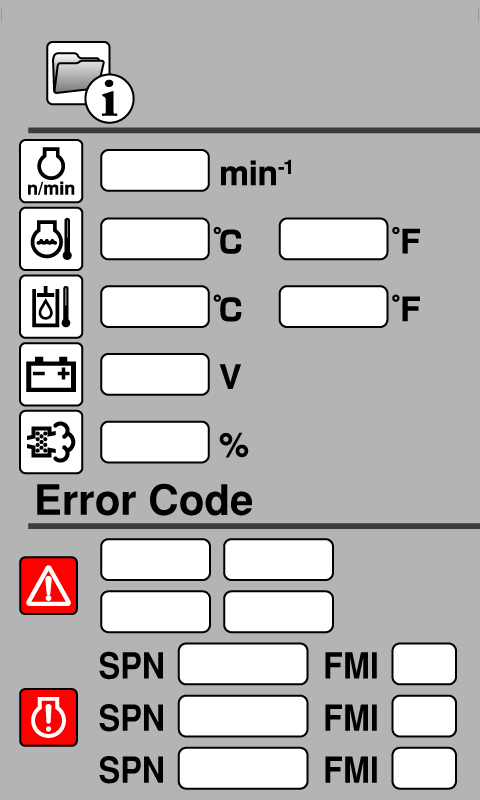 i
n/min min⁻¹
°C °F
°C °F
V
%
Error Code
SPN FMI
SPN FMI
SPN FMI